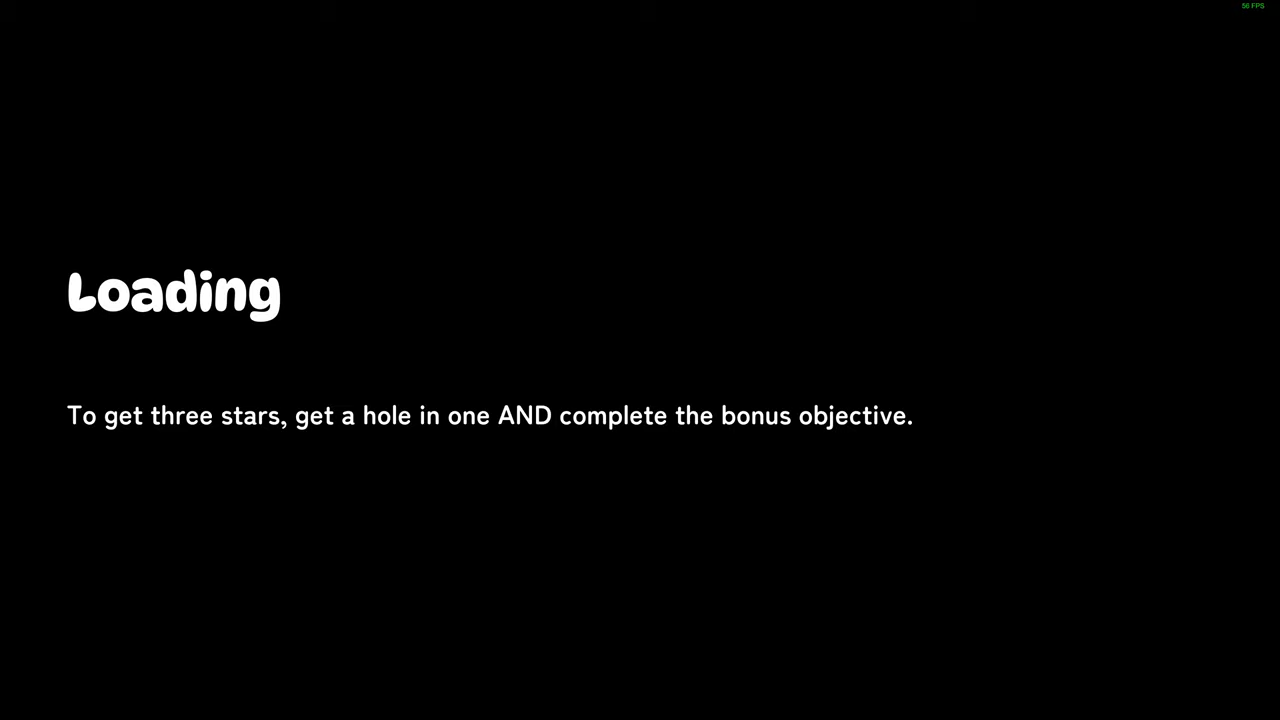 56 FPS
Loading
To get three stars, get a hole in one AND complete the bonus objective.